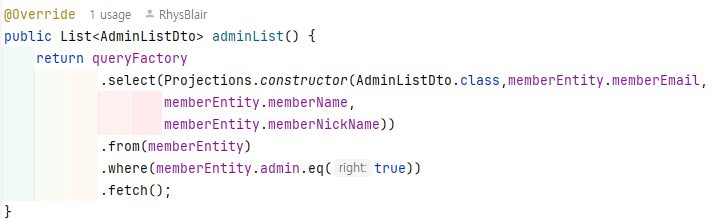 @Override 1 usage RhysBlair
public List<AdminListDto> adminList() {
return queryFactory
.select(Projections.constructor(AdminListDto.class,memberEntity.memberEmail,
memberEntity.memberName,
memberEntity.memberNickName))
.from(memberEntity)
.where(memberEntity.admin.eq( right: true))
.fetch();
}